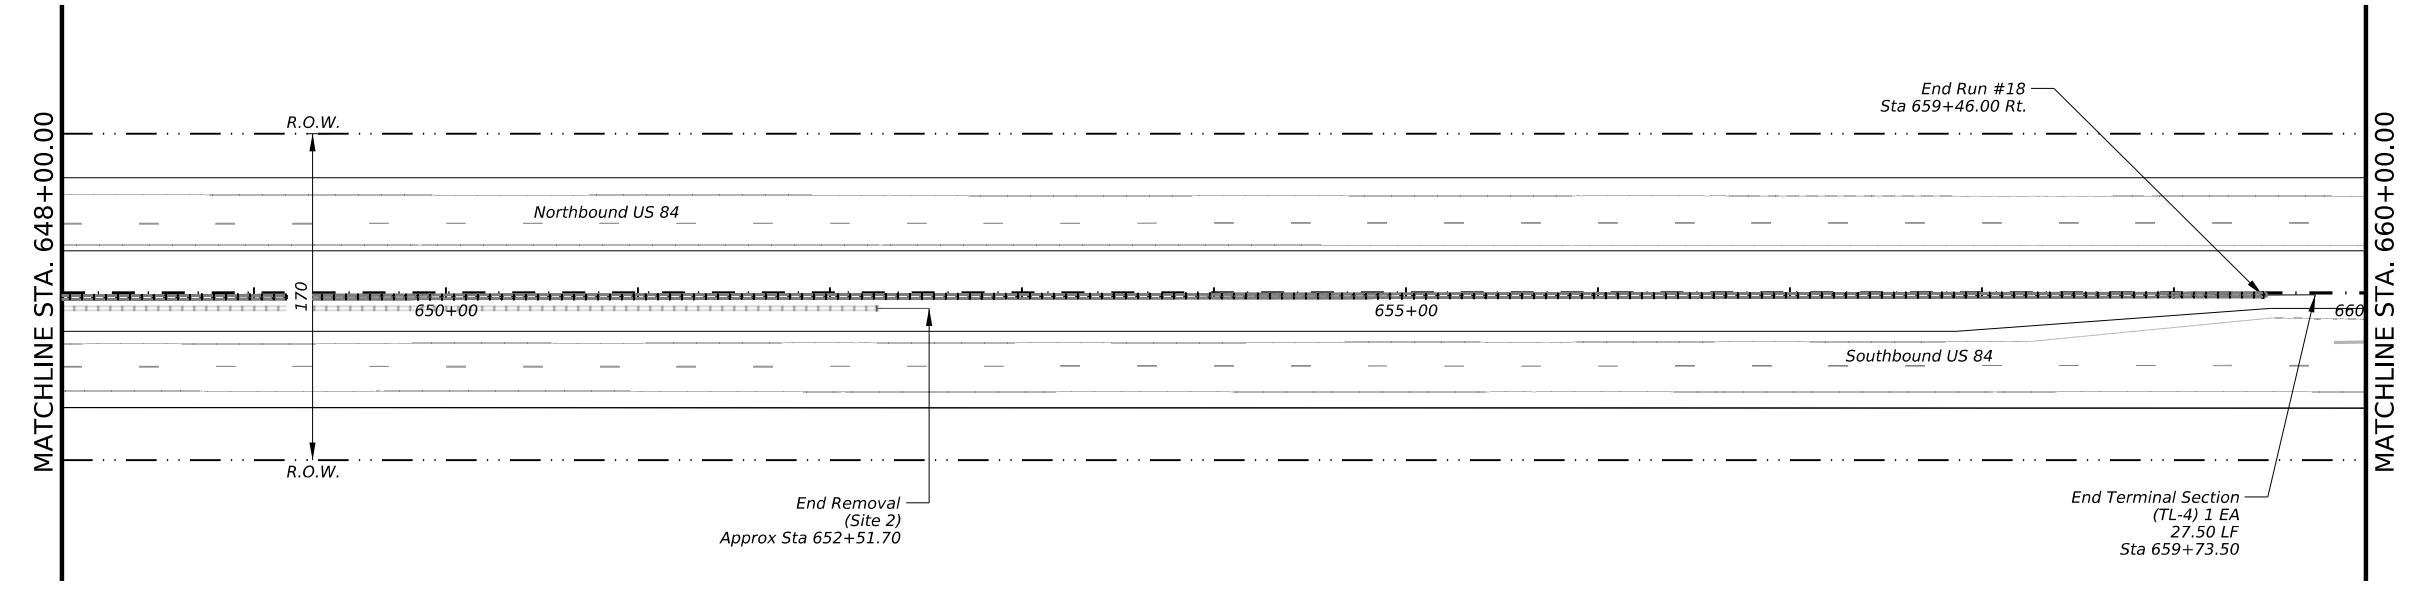 MATCHLINE STA. 648+00.00
R.O.W.
End Run #18
Sta 659+46.00 Rt.
Northbound US 84
170
650+00
655+00
660
Southbound US 84
R.O.W.
End Removal
(Site 2)
Approx Sta 652+51.70
End Terminal Section
(TL-4) 1 EA
27.50 LF
Sta 659+73.50
MATCHLINE STA. 660+00.00